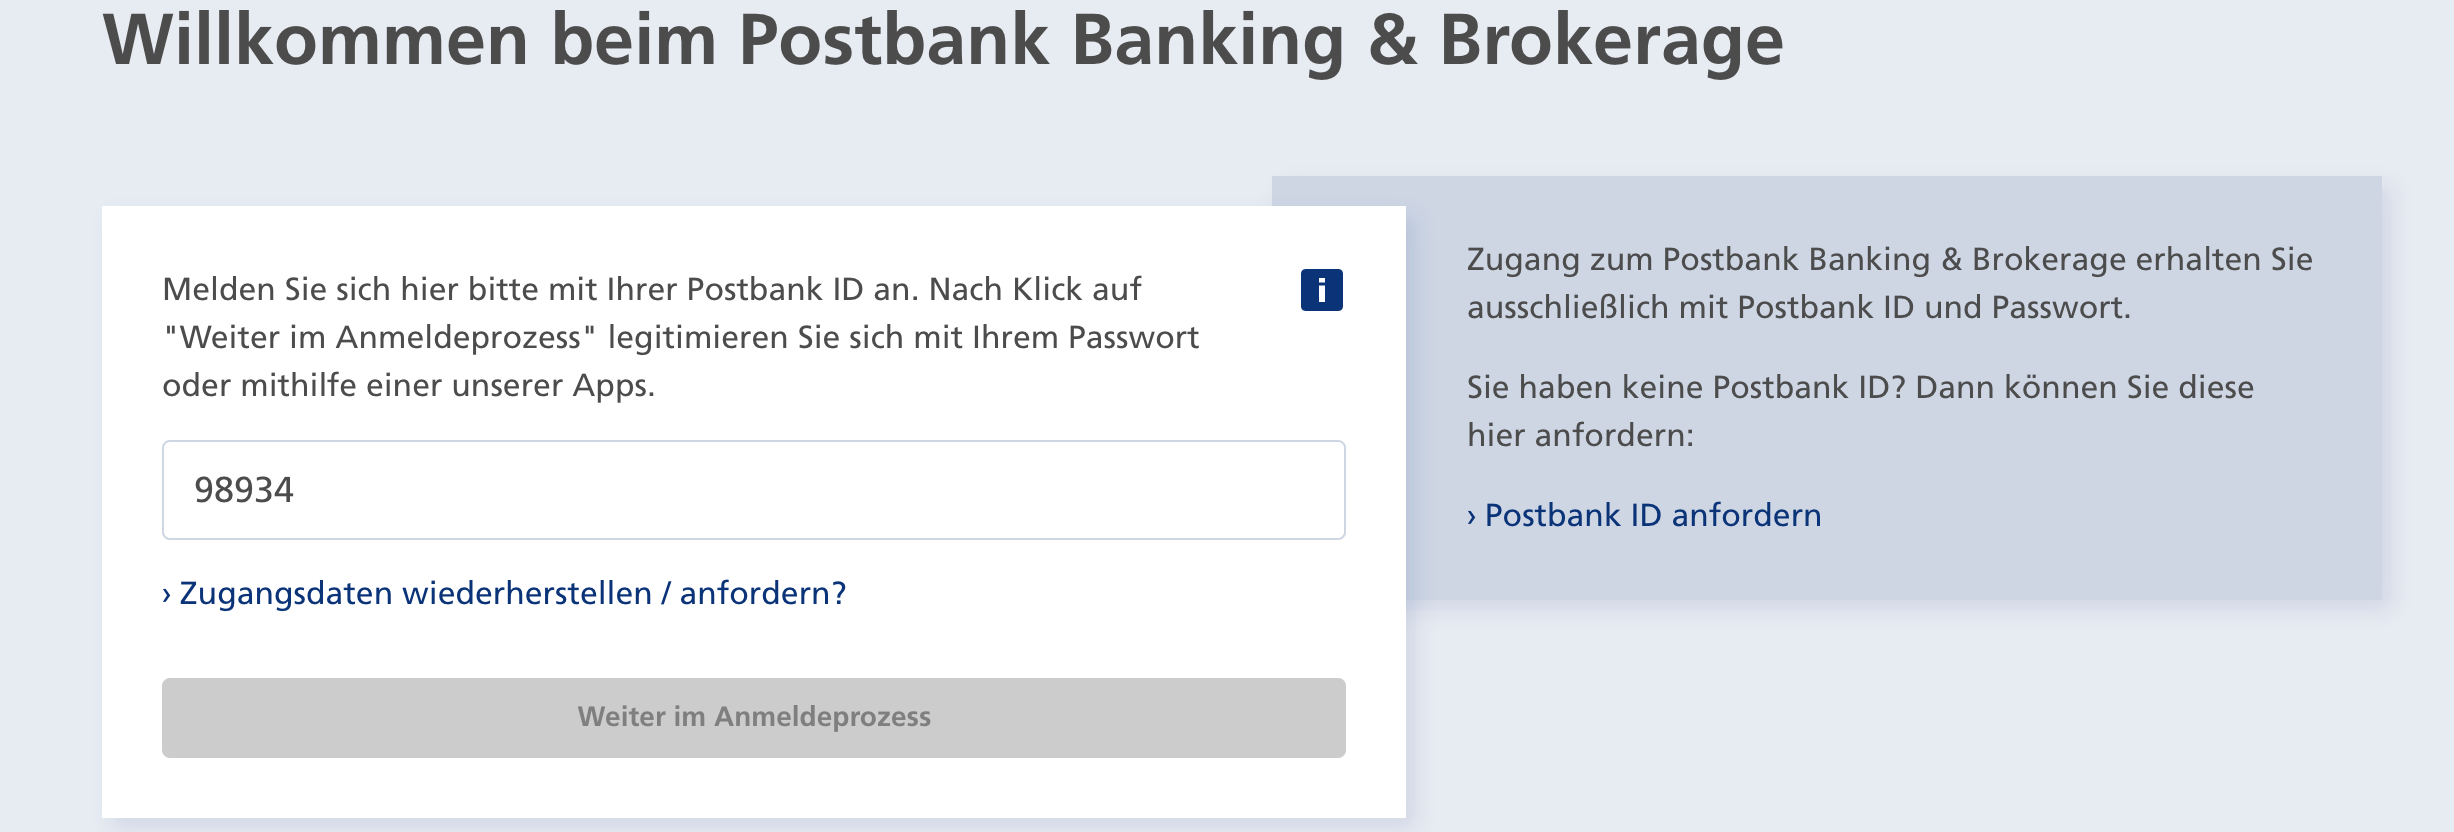 Willkommen beim Postbank Banking & Brokerage
Melden Sie sich hier bitte mit Ihrer Postbank ID an. Nach Klick auf
"Weiter im Anmeldeprozess" legitimieren Sie sich mit Ihrem Passwort
oder mithilfe einer unserer Apps.
i
98934
› Zugangsdaten wiederherstellen / anfordern?
Weiter im Anmeldeprozess
Zugang zum Postbank Banking & Brokerage erhalten Sie
ausschließlich mit Postbank ID und Passwort.
Sie haben keine Postbank ID? Dann können Sie diese
hier anfordern:
› Postbank ID anfordern